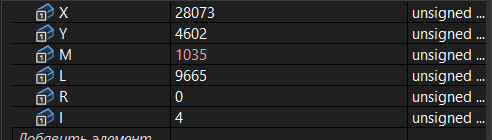 X 28073 unsigned ...
Y 4602 unsigned ...
M 1035 unsigned ...
L 9665 unsigned ...
R 0 unsigned ...
I 4 unsigned ...
Добавить элемент